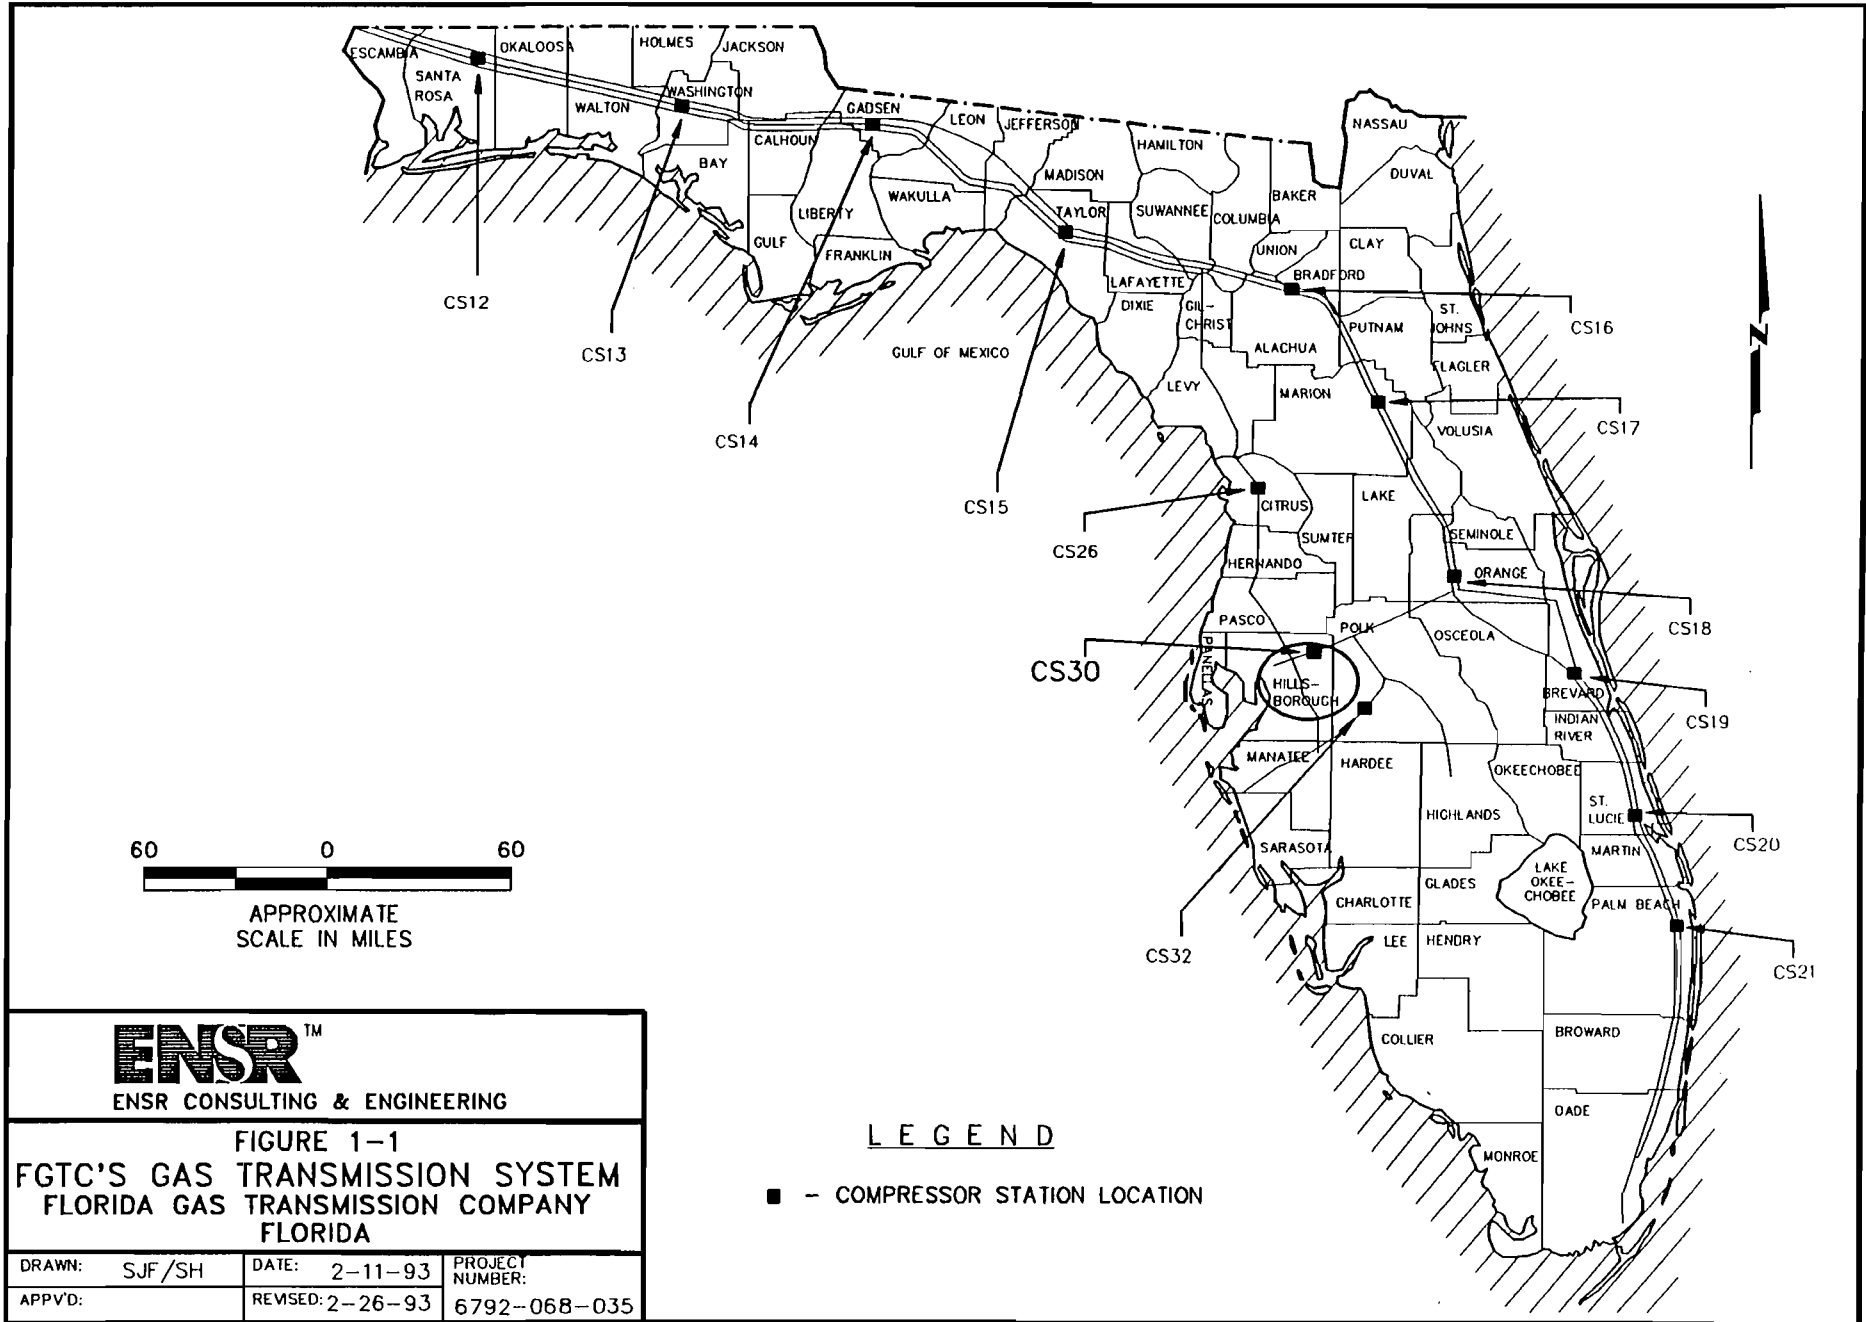 ESCAMBIA
OKALOOSA
HOLMES
JACKSON
SANTA
ROSA
WALTON
WASHINGTON
GADSEN
LEON
JEFFERSON
CALHOUN
BAY
MADISON
HAMILTON
NASSAU
DUVAL
BAKER
WAKULLA
LIBERTY
TAYLOR
SUWANNEE
COLUMBIA
GULF
FRANKLIN
UNION
CLAY
LAFAYETTE
BRADFORD
DIXIE
GIL-
CHRIST
PUTNAM
ST.
JOHNS
ALACHUA
FLAGLER
GULF OF MEXICO
LEVY
MARION
VOLUSIA
CITRUS
LAKE
SUMTER
SEMINOLE
HERNANDO
ORANGE
PASCO
POLK
OSCEOLA
PANELLAS
HILLS-
BOROUGH
BREVARD
INDIAN
RIVER
MANATEE
HARDEE
OKEECHOBEE
HIGHLANDS
ST.
LUCIE
SARASOTA
MARTIN
LAKE
OKEE-
CHOBEE
GLADES
CHARLOTTE
PALM BEACH
LEE
HENDRY
COLLIER
BROWARD
DADE
MONROE
CS12
CS13
CS14
CS15
CS16
CS17
CS26
CS18
CS30
CS19
CS20
CS32
CS21
N
60 0 60
APPROXIMATE
SCALE IN MILES
ENSR™
ENSR CONSULTING & ENGINEERING
FIGURE 1-1
FGTC'S GAS TRANSMISSION SYSTEM
FLORIDA GAS TRANSMISSION COMPANY
FLORIDA
DRAWN: SJF/SH
DATE: 2-11-93
PROJECT
NUMBER:
APPV'D:
REVISED: 2-26-93
6792-068-035
LEGEND
- COMPRESSOR STATION LOCATION